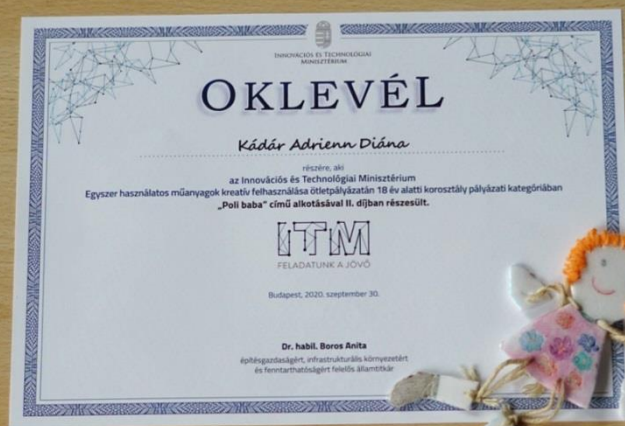 INNOVÁCIÓS ÉS TECHNOLÓGIAI
MINISZTÉRIUM
OKLEVÉL
Kádár Adrienn Diána
részére, aki
az Innovációs és Technológiai Minisztérium
Egyszer használatos műanyagok kreatív felhasználása ötletpályázatán 18 év alatti korosztály pályázati kategóriában
„Poli baba” című alkotásával II. díjban részesült.
ITM
FELADATUNK A JÖVŐ
Budapest, 2020. szeptember 30.
Dr. habil. Boros Anita
építésgazdaságért, infrastrukturális környezetért
és fenntarthatóságért felelős államtitkár